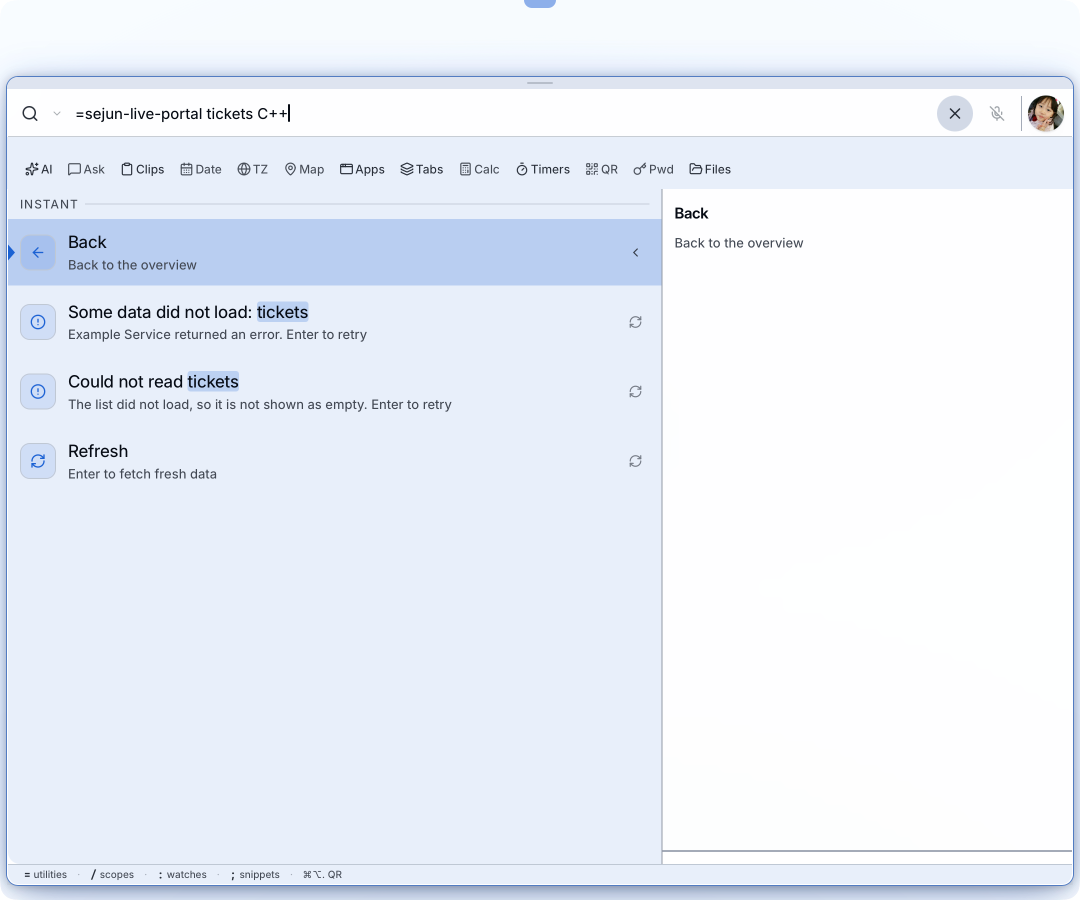 =sejun-live-portal tickets C++
AI Ask Clips Date TZ Map Apps Tabs Calc Timers QR Pwd Files
INSTANT
Back
Back to the overview
Some data did not load: tickets
Example Service returned an error. Enter to retry
Could not read tickets
The list did not load, so it is not shown as empty. Enter to retry
Refresh
Enter to fetch fresh data
Back
Back to the overview
= utilities · / scopes · : watches · ; snippets · ⌘⌥. QR